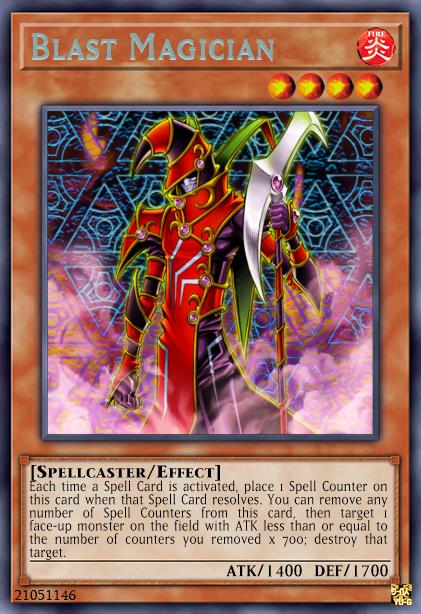 Blast Magician
FIRE
炎
[Spellcaster/Effect]
Each time a Spell Card is activated, place 1 Spell Counter on
this card when that Spell Card resolves. You can remove any
number of Spell Counters from this card, then target 1
face-up monster on the field with ATK less than or equal to
the number of counters you removed x 700; destroy that
target.
ATK/1400 DEF/1700
21051146